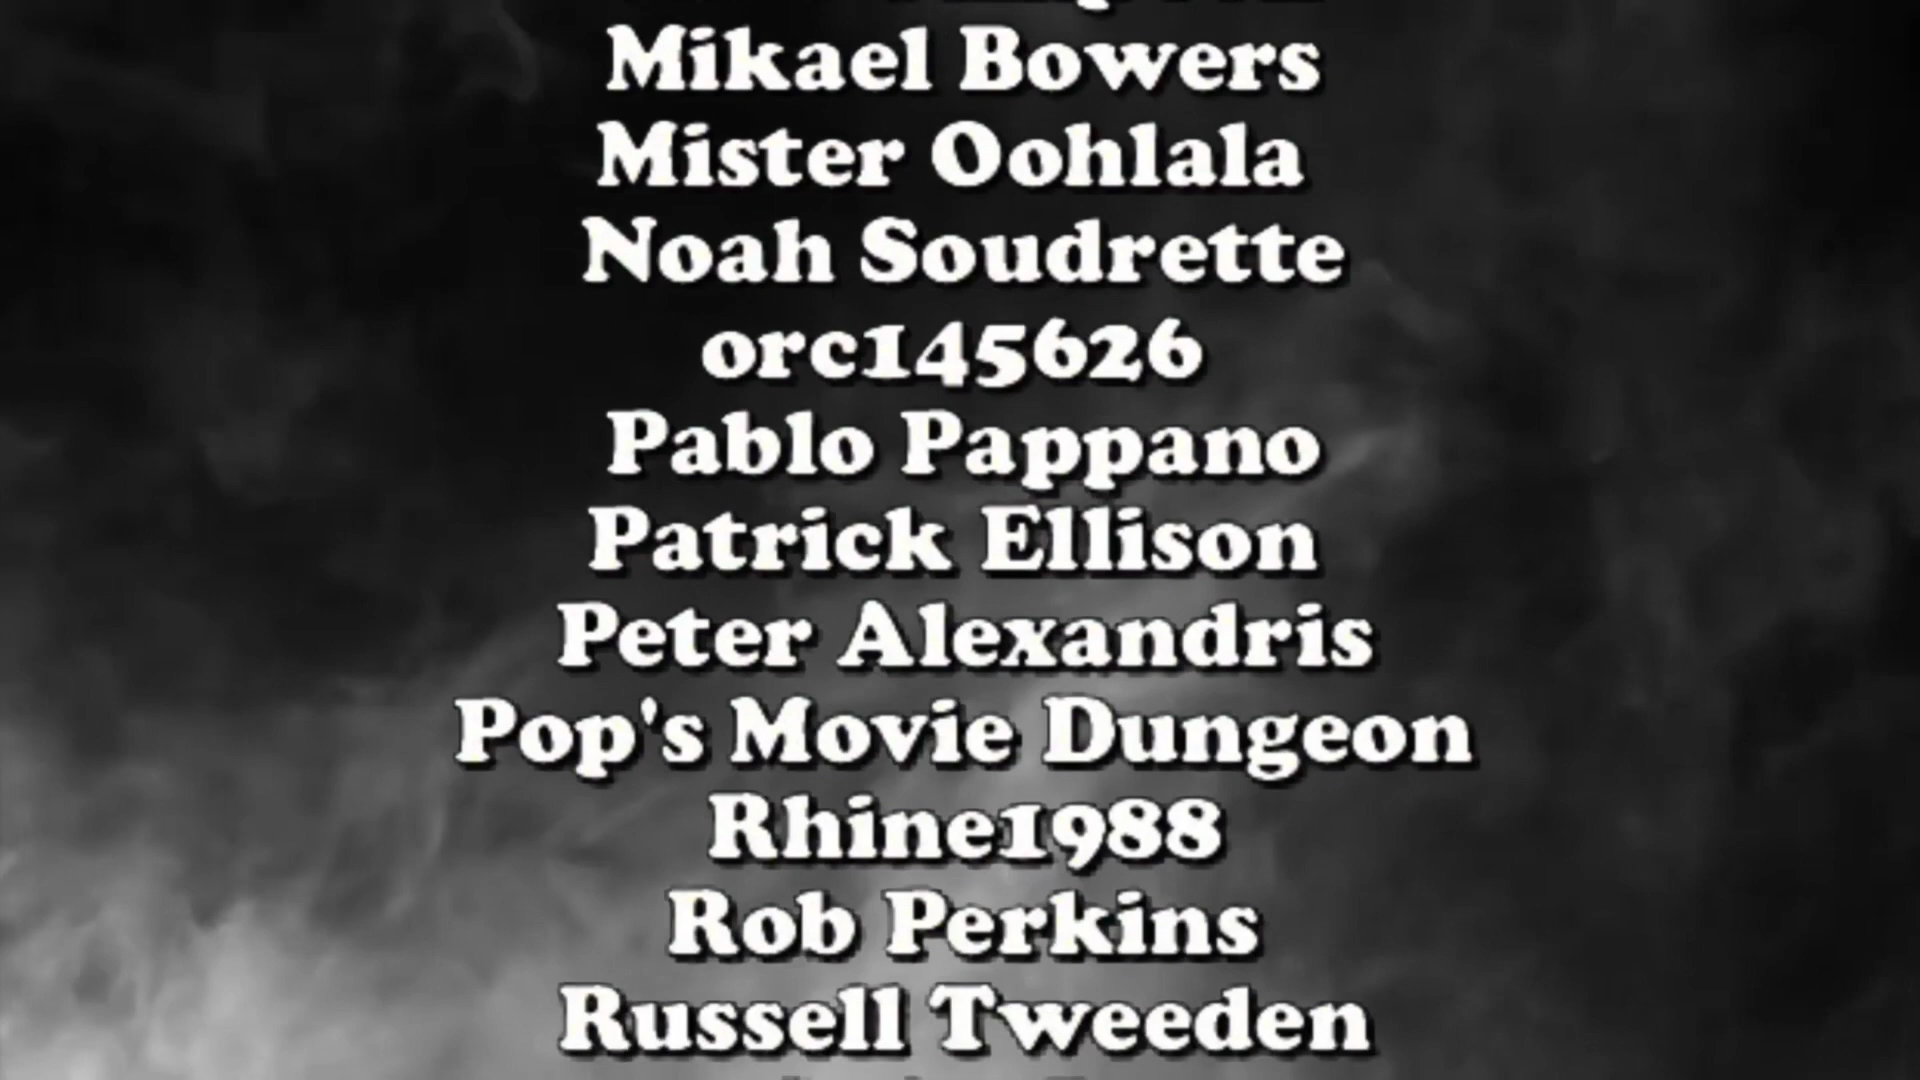 Mikael Bowers
Mister Oohlala
Noah Soudrette
orc145626
Pablo Pappano
Patrick Ellison
Peter Alexandris
Pop's Movie Dungeon
Rhine1988
Rob Perkins
Russell Tweeden